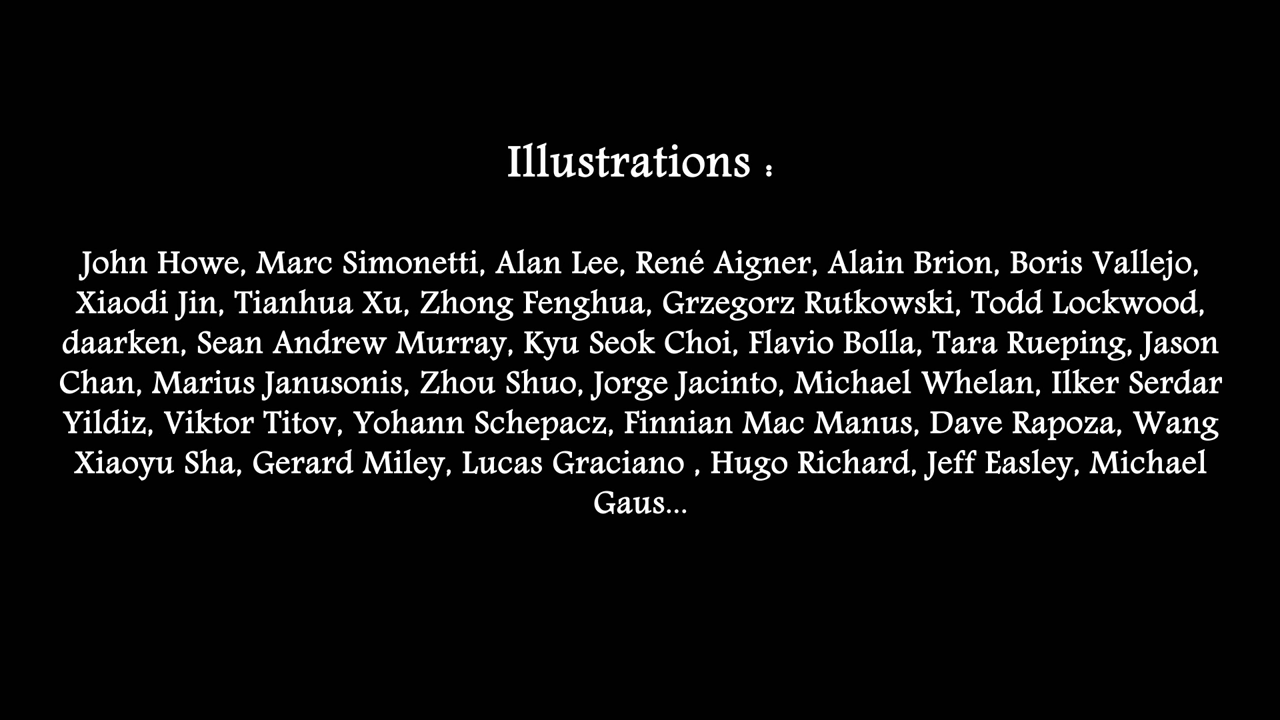 Illustrations :
John Howe, Marc Simonetti, Alan Lee, René Aigner, Alain Brion, Boris Vallejo,
Xiaodi Jin, Tianhua Xu, Zhong Fenghua, Grzegorz Rutkowski, Todd Lockwood,
daarken, Sean Andrew Murray, Kyu Seok Choi, Flavio Bolla, Tara Rueping, Jason
Chan, Marius Janusonis, Zhou Shuo, Jorge Jacinto, Michael Whelan, Ilker Serdar
Yildiz, Viktor Titov, Yohann Schepacz, Finnian Mac Manus, Dave Rapoza, Wang
Xiaoyu Sha, Gerard Miley, Lucas Graciano , Hugo Richard, Jeff Easley, Michael
Gaus...